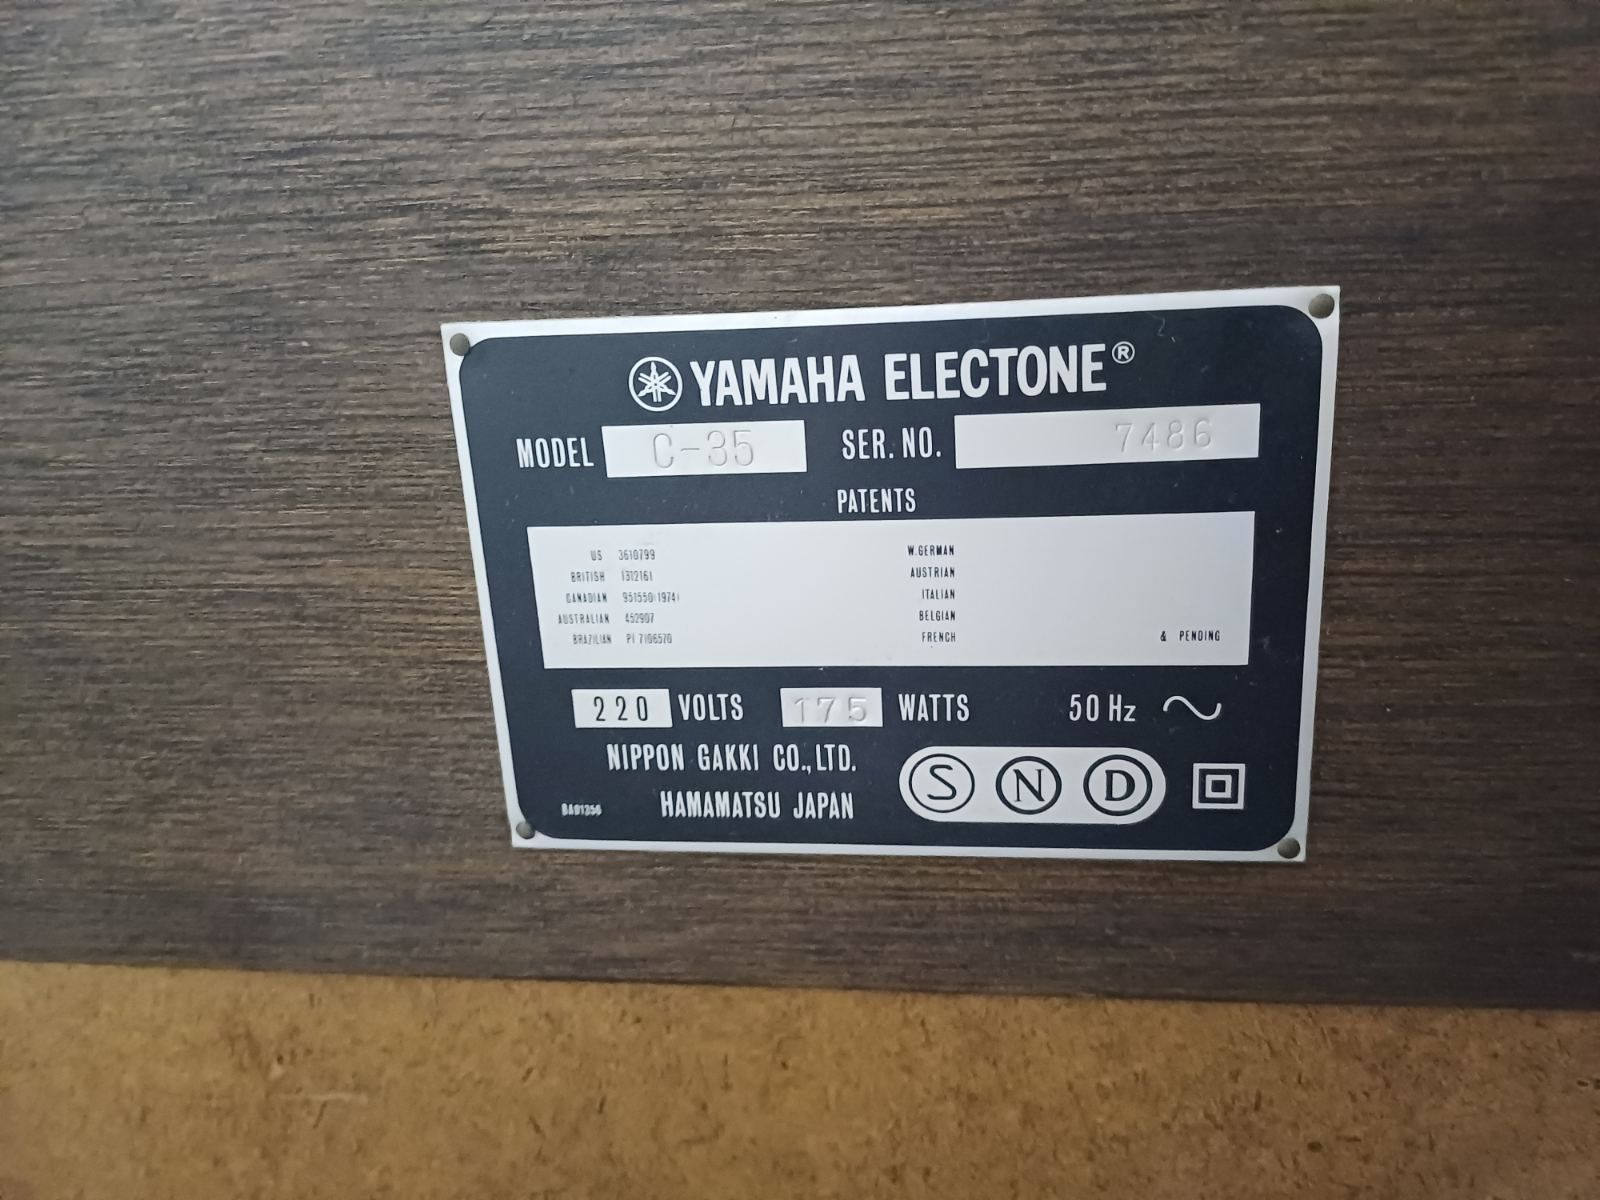 YAMAHA ELECTONE®
MODEL C-35 SER. NO. 7486
PATENTS
US 3610799 W.GERMAN
BRITISH 1312161 AUSTRIAN
CANADIAN 951550(1974) ITALIAN
AUSTRALIAN 452907 BELGIAN
BRAZILIAN PI 7106570 FRENCH & PENDING
220 VOLTS 175 WATTS 50 Hz
NIPPON GAKKI CO., LTD.
HAMAMATSU JAPAN
S N D